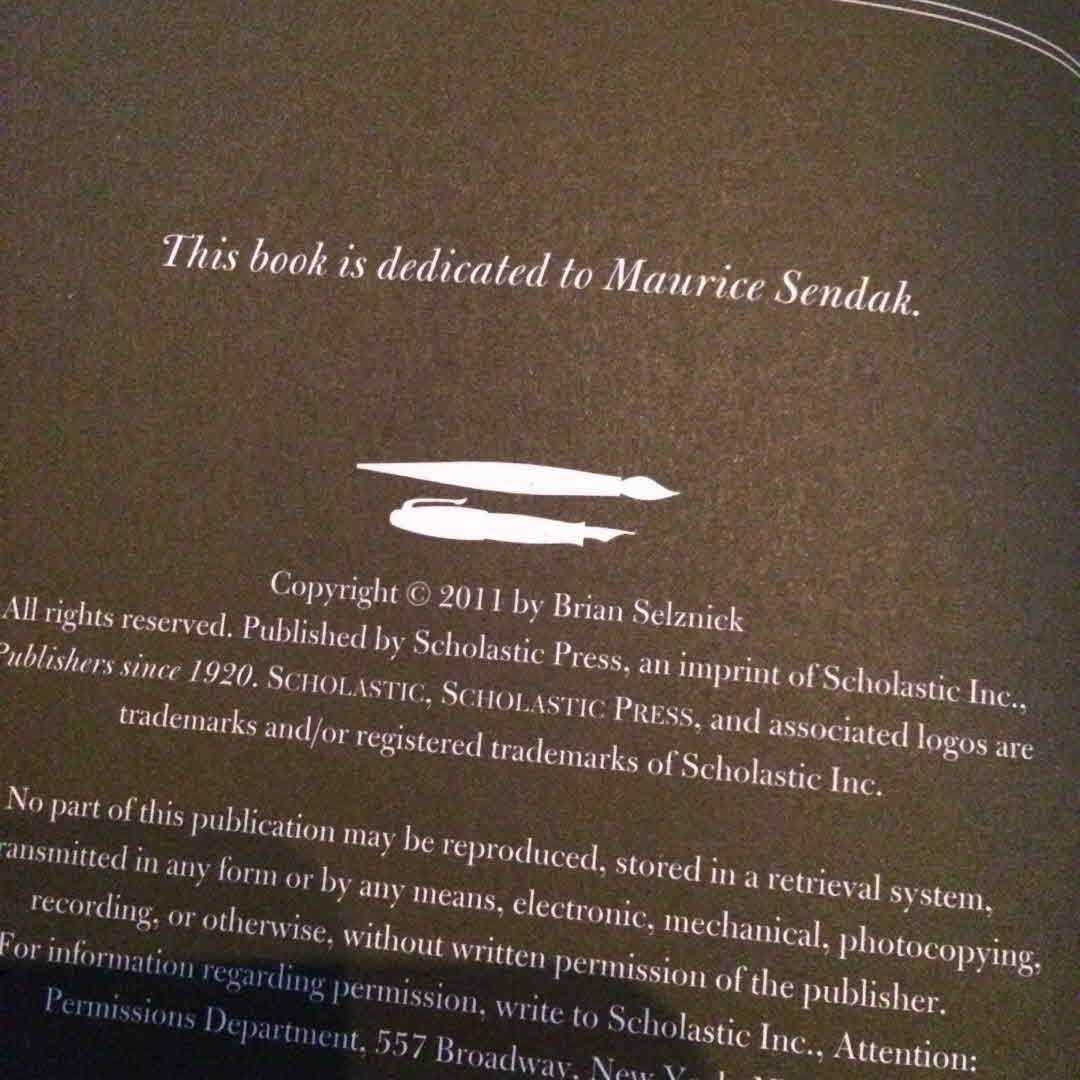 This book is dedicated to Maurice Sendak.
Copyright © 2011 by Brian Selznick
All rights reserved. Published by Scholastic Press, an imprint of Scholastic Inc.,
Publishers since 1920. SCHOLASTIC, SCHOLASTIC PRESS, and associated logos are
trademarks and/or registered trademarks of Scholastic Inc.
No part of this publication may be reproduced, stored in a retrieval system,
transmitted in any form or by any means, electronic, mechanical, photocopying,
recording, or otherwise, without written permission of the publisher.
For information regarding permission, write to Scholastic Inc., Attention:
Permissions Department, 557 Broadway, New